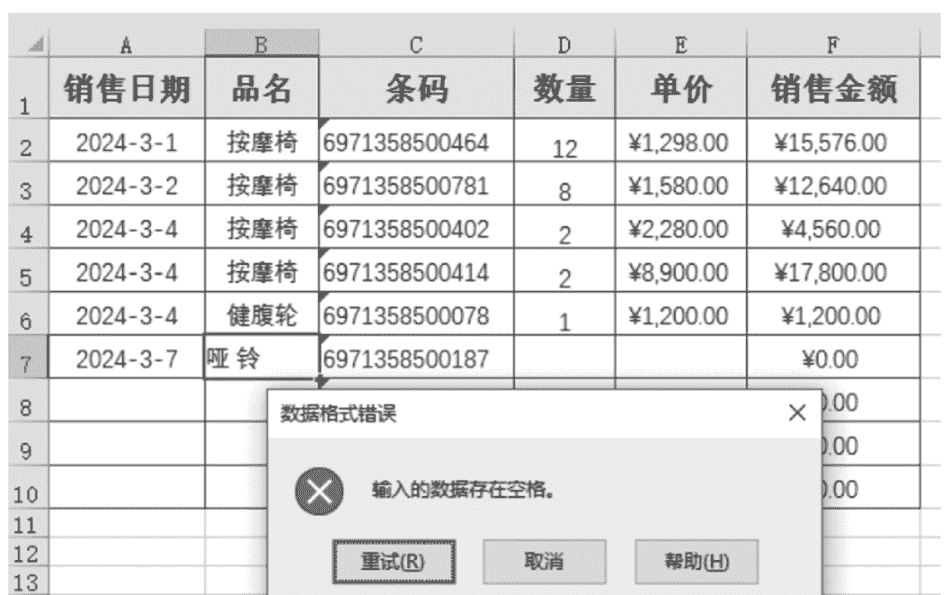 A B C D E F
1 销售日期 品名 条码 数量 单价 销售金额
2 2024-3-1 按摩椅 6971358500464 12 ¥1,298.00 ¥15,576.00
3 2024-3-2 按摩椅 6971358500781 8 ¥1,580.00 ¥12,640.00
4 2024-3-4 按摩椅 6971358500402 2 ¥2,280.00 ¥4,560.00
5 2024-3-4 按摩椅 6971358500414 2 ¥8,900.00 ¥17,800.00
6 2024-3-4 健腹轮 6971358500078 1 ¥1,200.00 ¥1,200.00
7 2024-3-7 哑 铃 6971358500187 ¥0.00
8 .00
数据格式错误
9 .00
10 输入的数据存在空格。 .00
11
12 重试(R) 取消 帮助(H)
13